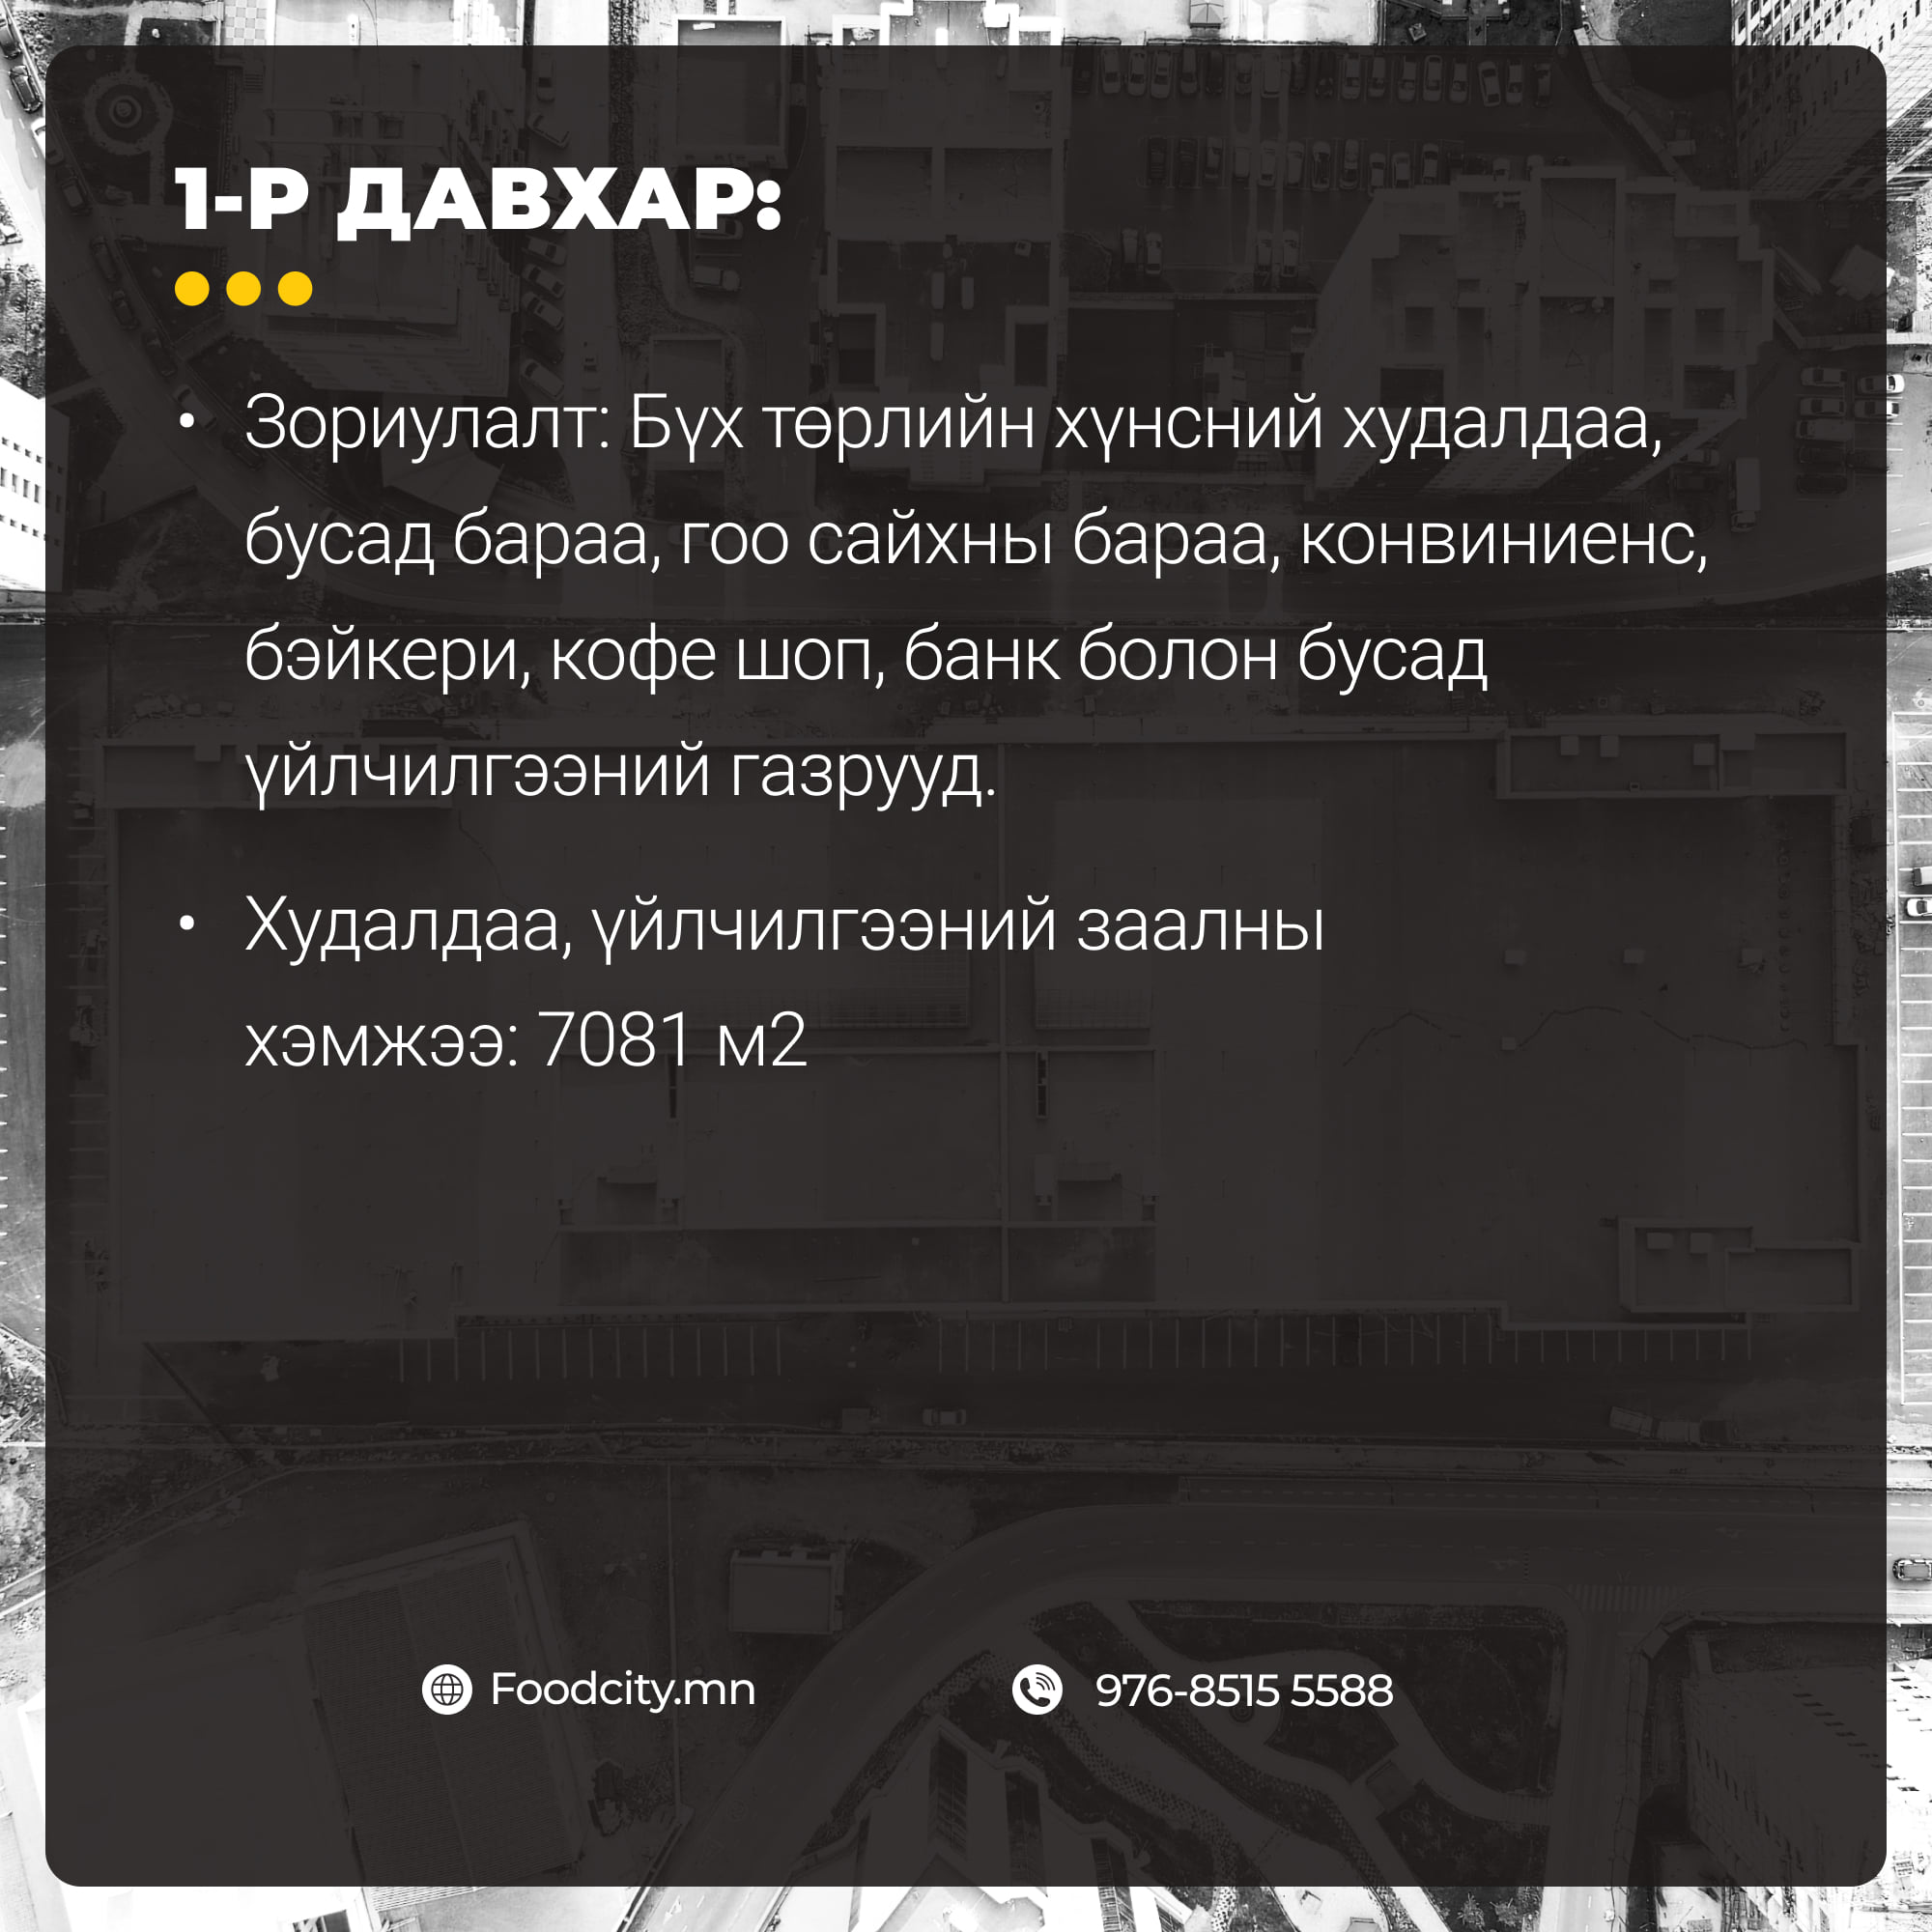 1-Р ДАВХАР:
• Зориулалт: Бүх төрлийн хүнсний худалдаа,
бусад бараа, гоо сайхны бараа, конвиниенс,
бэйкери, кофе шоп, банк болон бусад
үйлчилгээний газрууд.
• Худалдаа, үйлчилгээний заалны
хэмжээ: 7081 м2
Foodcity.mn
976-8515 5588